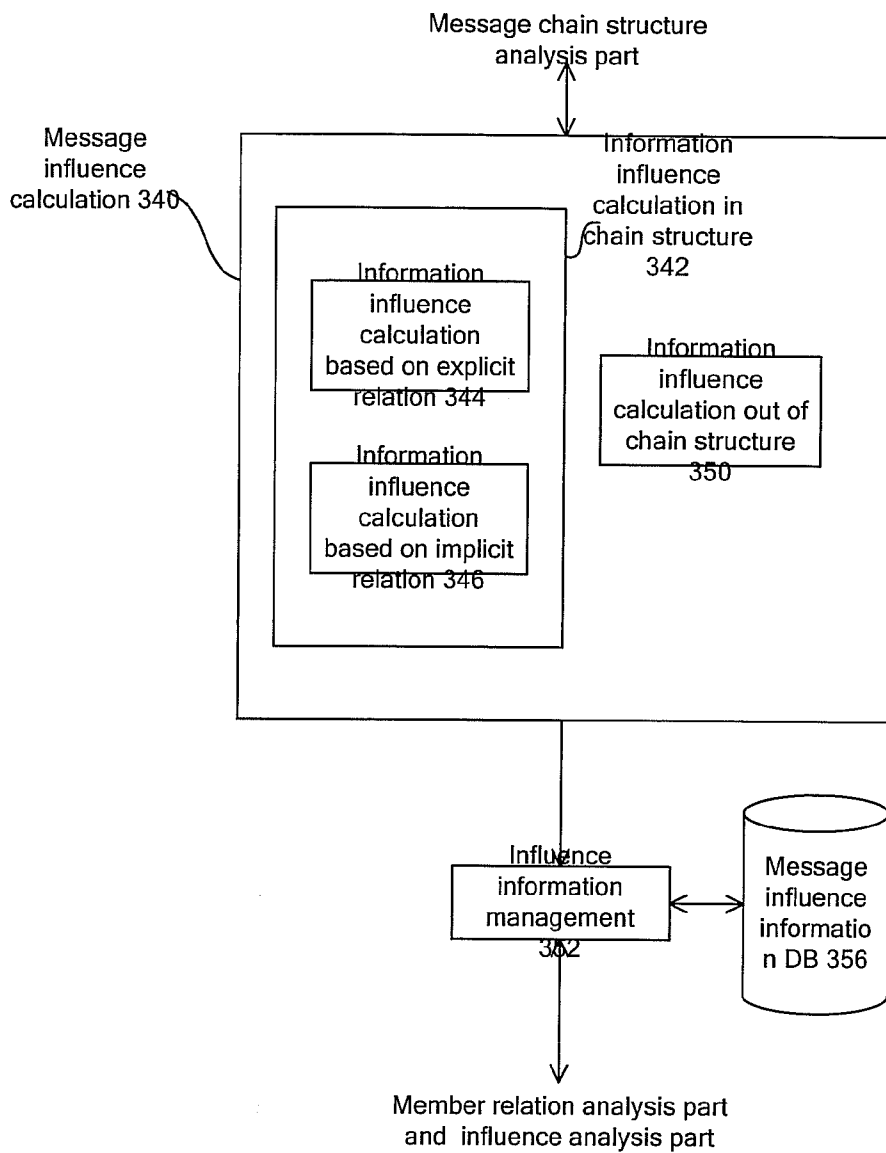 Message chain structure
analysis part
Message
influence
calculation 340
Information
influence
calculation in
chain structure
342
Information
influence
calculation
based on explicit
relation 344
Information
influence
calculation out of
chain structure
350
Information
influence
calculation
based on implicit
relation 346
Influence
information
management
352
Message
influence
informatio
n DB 356
Member relation analysis part
and influence analysis part